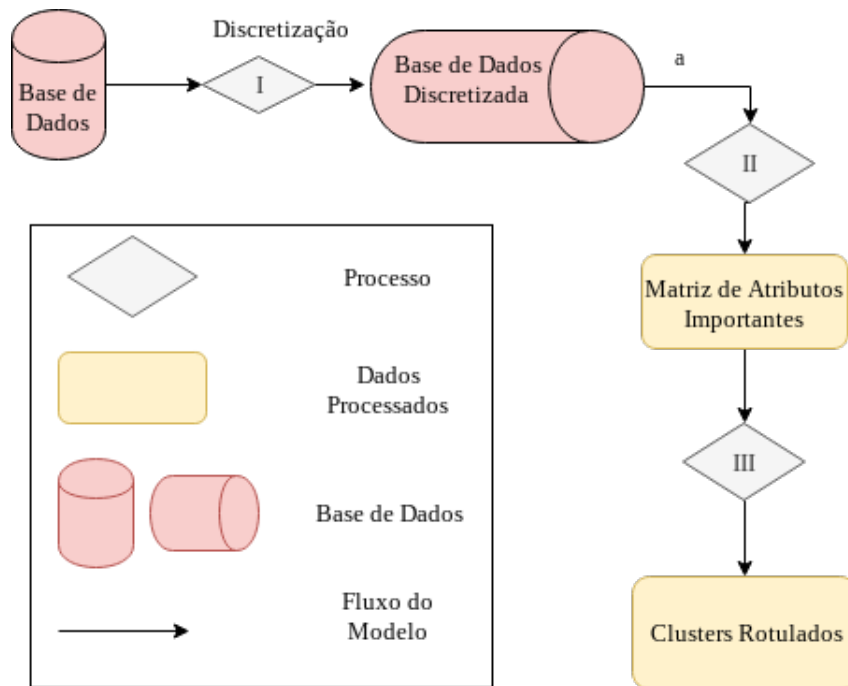 Discretização
Base de
Dados
I
Base de Dados
Discretizada
a
II
Matriz de Atributos
Importantes
III
Clusters Rotulados
Processo
Dados
Processados
Base de Dados
Fluxo do
Modelo